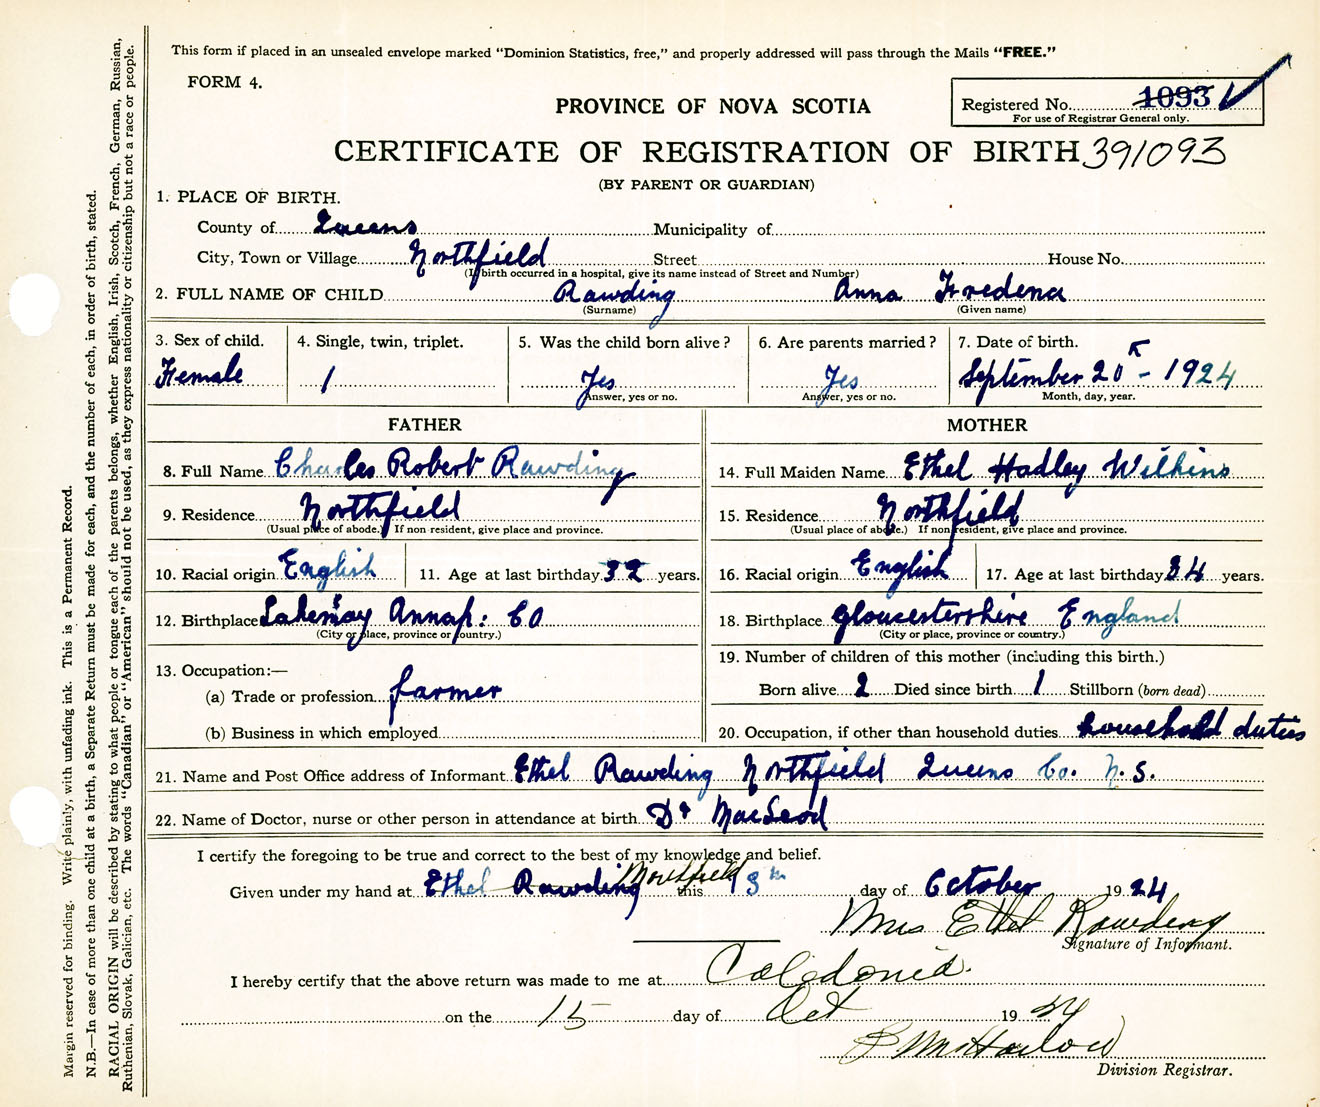 This form if placed in an unsealed envelope marked "Dominion Statistics, free," and properly addressed will pass through the Mails "FREE."
FORM 4.
PROVINCE OF NOVA SCOTIA
Registered No. 1093
For use of Registrar General only.
CERTIFICATE OF REGISTRATION OF BIRTH 391093
(BY PARENT OR GUARDIAN)
1. PLACE OF BIRTH.
County of Queens Municipality of
City, Town or Village Northfield Street House No.
(If birth occurred in a hospital, give its name instead of Street and Number)
2. FULL NAME OF CHILD Rawding Anna Fredena
(Surname) (Given name)
3. Sex of child. 4. Single, twin, triplet. 5. Was the child born alive? 6. Are parents married? 7. Date of birth.
Female 1 Yes Yes September 20th - 1924
Answer, yes or no. Answer, yes or no. Month, day, year.
FATHER MOTHER
8. Full Name Charles Robert Rawding 14. Full Maiden Name Ethel Hadley Wilkins
9. Residence Northfield 15. Residence Northfield
(Usual place of abode.) If non-resident, give place and province. (Usual place of abode.) If non-resident, give place and province.
10. Racial origin English 11. Age at last birthday 32 years. 16. Racial origin English 17. Age at last birthday 34 years.
12. Birthplace Annap: CO 18. Birthplace Gloucestershire England
(City or place, province or country.) (City or place, province or country.)
13. Occupation:— 19. Number of children of this mother (including this birth.)
(a) Trade or profession farmer Born alive 2 Died since birth 1 Stillborn (born dead)
(b) Business in which employed 20. Occupation, if other than household duties household duties
21. Name and Post Office address of Informant Ethel Rawding Northfield Queens Co. N.S.
22. Name of Doctor, nurse or other person in attendance at birth Dr MacLeod
I certify the foregoing to be true and correct to the best of my knowledge and belief.
Given under my hand at Ethel Rawding Northfield this 13th day of October 1924
Mrs Ethel Rawding
Signature of Informant.
I hereby certify that the above return was made to me at Caledonia.
on the 15 day of Oct 1924
Harlow
Division Registrar.
Margin reserved for binding. Write plainly, with unfading ink. This is a Permanent Record.
N.B.—In case of more than one child at a birth, a Separate Return must be made for each, and the number of each, in order of birth, stated.
RACIAL ORIGIN will be described by stating to what people or tongue each of the parents belongs, whether English, Irish, Scotch, French, German, Russian,
Ruthenian, Slovak, Galician, etc. The words "Canadian" or "American" should not be used, as they express nationality or citizenship but not a race or people.